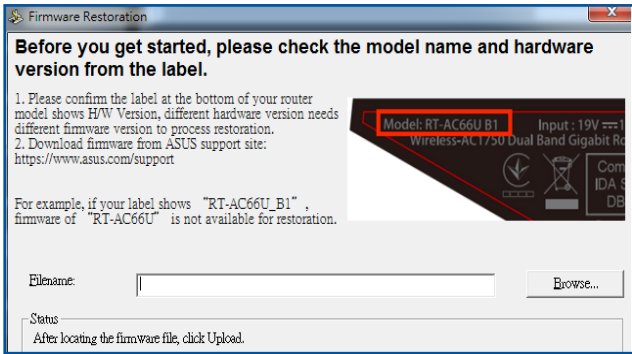 Firmware Restoration
Before you get started, please check the model name and hardware
version from the label.
1. Please confirm the label at the bottom of your router
model shows H/W Version, different hardware version needs
different firmware version to process restoration.
2. Download firmware from ASUS support site:
https://www.asus.com/support
For example, if your label shows “RT-AC66U_B1”,
firmware of “RT-AC66U” is not available for restoration.
Model: RT-AC66U B1 Input : 19V
Wireless-AC1750 Dual Band Gigabit
IDA
DB
Filename:
Browse...
Status
After locating the firmware file, click Upload.